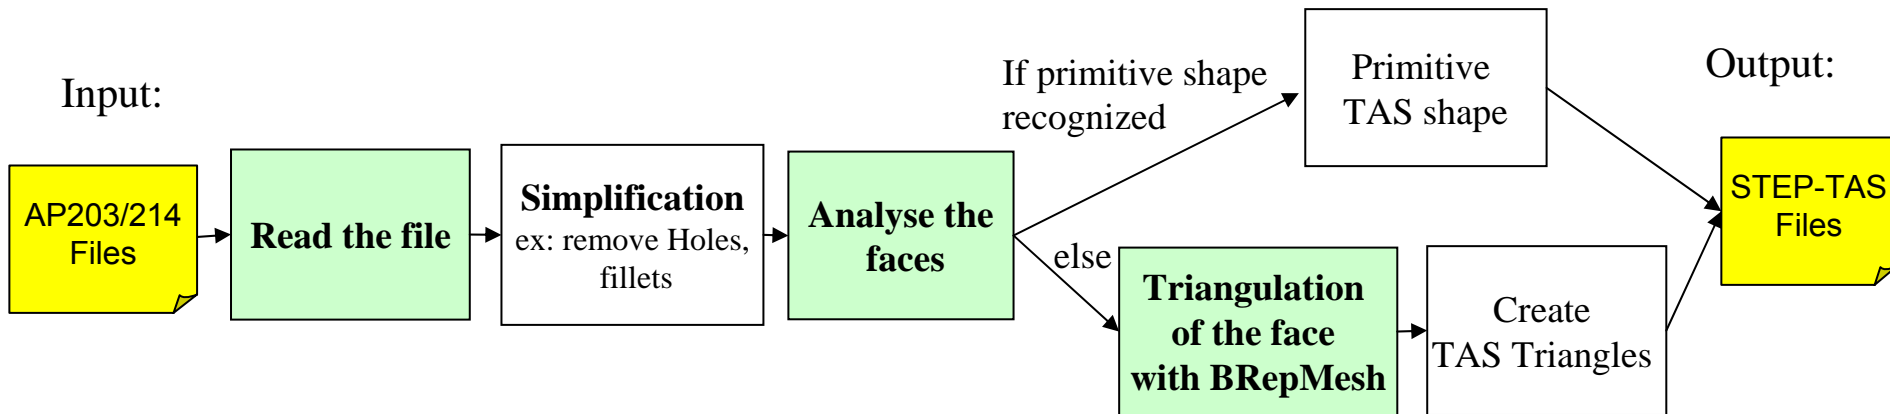 Input:
AP203/214
Files
Read the file
Simplification
ex: remove Holes,
fillets
Analyse the
faces
If primitive shape
recognized
Primitive
TAS shape
else
Triangulation
of the face
with BRepMesh
Create
TAS Triangles
Output:
STEP-TAS
Files